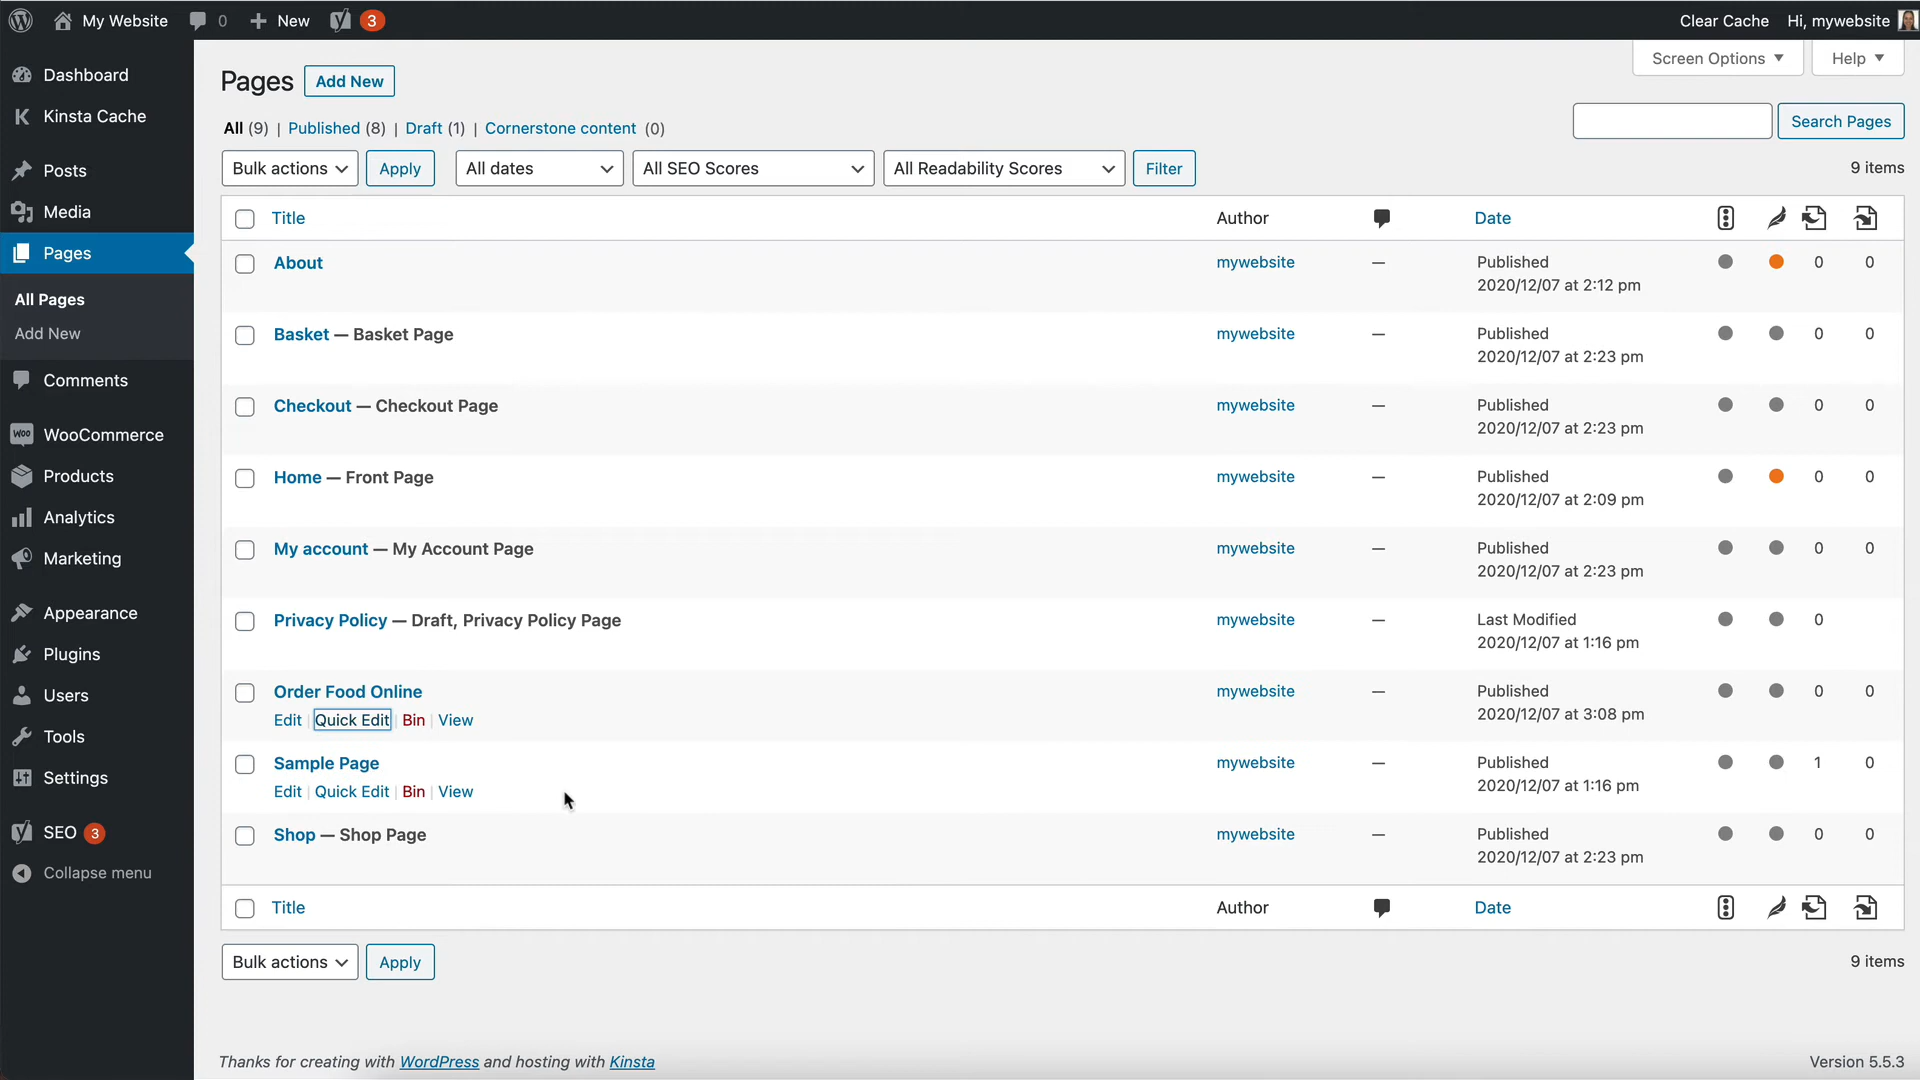 My Website 0 New 3 Clear Cache Hi, mywebsite
Dashboard
Kinsta Cache
Posts
Media
Pages
All Pages
Add New
Comments
WOO WooCommerce
Products
Analytics
Marketing
Appearance
Plugins
Users
Tools
Settings
SEO 3
Collapse menu
Screen Options Help
Pages Add New
All (9) | Published (8) | Draft (1) | Cornerstone content (0)
Search Pages
Bulk actions Apply All dates All SEO Scores All Readability Scores Filter 9 items
Title Author Date
About mywebsite — Published 0 0
2020/12/07 at 2:12 pm
Basket — Basket Page mywebsite — Published 0 0
2020/12/07 at 2:23 pm
Checkout — Checkout Page mywebsite — Published 0 0
2020/12/07 at 2:23 pm
Home — Front Page mywebsite — Published 0 0
2020/12/07 at 2:09 pm
My account — My Account Page mywebsite — Published 0 0
2020/12/07 at 2:23 pm
Privacy Policy — Draft, Privacy Policy Page mywebsite — Last Modified 0
2020/12/07 at 1:16 pm
Order Food Online mywebsite — Published 0 0
Edit | Quick Edit | Bin | View 2020/12/07 at 3:08 pm
Sample Page mywebsite — Published 1 0
Edit | Quick Edit | Bin | View 2020/12/07 at 1:16 pm
Shop — Shop Page mywebsite — Published 0 0
2020/12/07 at 2:23 pm
Title Author Date
Bulk actions Apply 9 items
Thanks for creating with WordPress and hosting with Kinsta Version 5.5.3